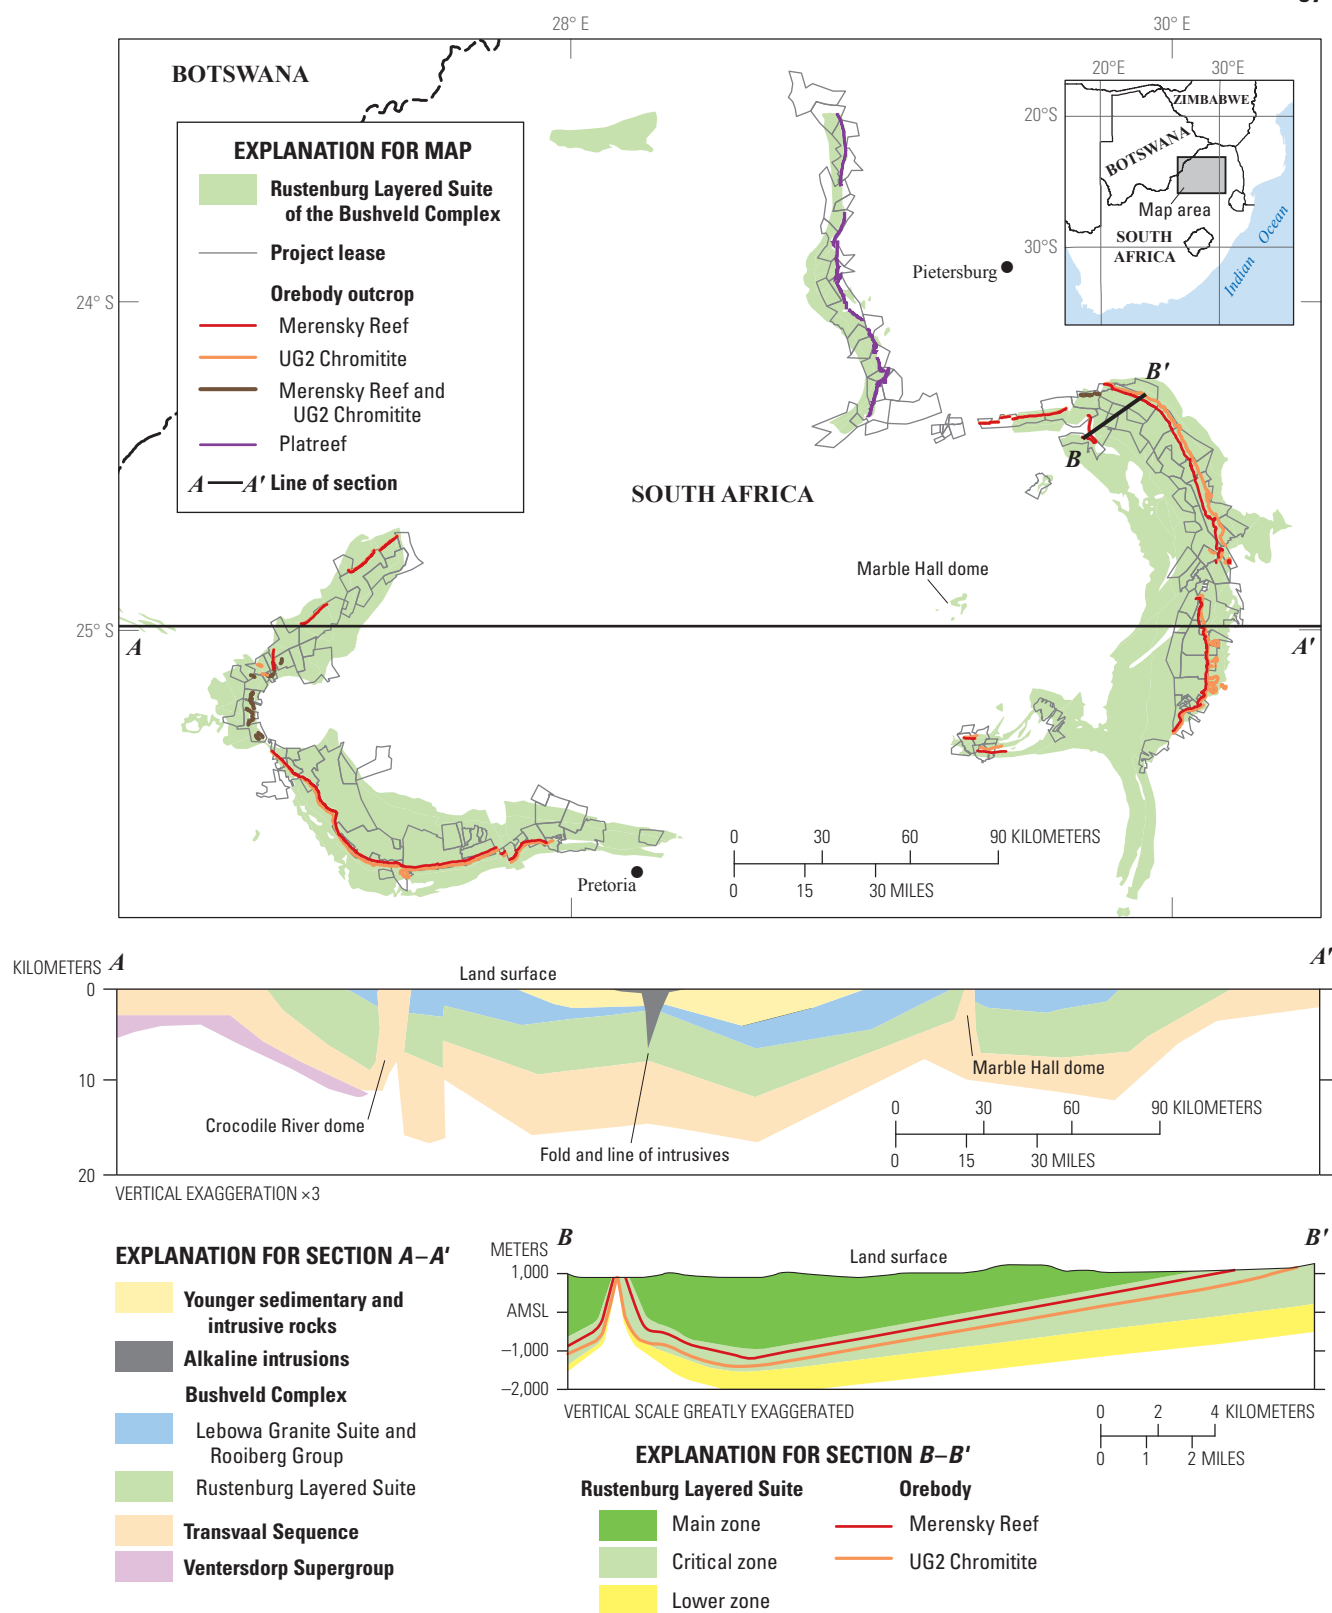 28° E
30° E
BOTSWANA
EXPLANATION FOR MAP
Rustenburg Layered Suite
of the Bushveld Complex
Project lease
Orebody outcrop
Merensky Reef
UG2 Chromitite
Merensky Reef and
UG2 Chromitite
Platreef
A A' Line of section
20°E
30°E
20°S
30°S
ZIMBABWE
BOTSWANA
Map area
SOUTH
AFRICA
Indian Ocean
24° S
Pietersburg
B'
B
SOUTH AFRICA
Marble Hall dome
25° S
A
A'
0 30 60 90 KILOMETERS
0 15 30 MILES
Pretoria
KILOMETERS
A
A'
Land surface
0
10
20
Marble Hall dome
Crocodile River dome
Fold and line of intrusives
0 30 60 90 KILOMETERS
0 15 30 MILES
VERTICAL EXAGGERATION ×3
EXPLANATION FOR SECTION A–A'
Younger sedimentary and
intrusive rocks
Alkaline intrusions
Bushveld Complex
Lebowa Granite Suite and
Rooiberg Group
Rustenburg Layered Suite
Transvaal Sequence
Ventersdorp Supergroup
METERS
B
B'
Land surface
1,000
AMSL
–1,000
–2,000
VERTICAL SCALE GREATLY EXAGGERATED
0 2 4 KILOMETERS
0 1 2 MILES
EXPLANATION FOR SECTION B–B'
Rustenburg Layered Suite
Main zone
Critical zone
Lower zone
Orebody
Merensky Reef
UG2 Chromitite